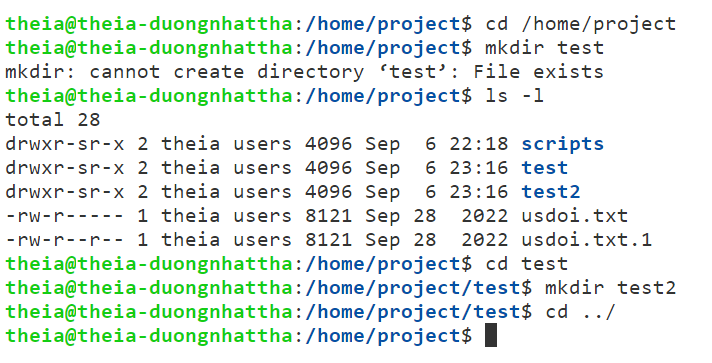 theia@theia-duongnhattha:/home/project$ cd /home/project
theia@theia-duongnhattha:/home/project$ mkdir test
mkdir: cannot create directory ‘test’: File exists
theia@theia-duongnhattha:/home/project$ ls -l
total 28
drwxr-sr-x 2 theia users 4096 Sep  6 22:18 scripts
drwxr-sr-x 2 theia users 4096 Sep  6 23:16 test
drwxr-sr-x 2 theia users 4096 Sep  6 23:16 test2
-rw-r----- 1 theia users 8121 Sep 28  2022 usdoi.txt
-rw-r--r-- 1 theia users 8121 Sep 28  2022 usdoi.txt.1
theia@theia-duongnhattha:/home/project$ cd test
theia@theia-duongnhattha:/home/project/test$ mkdir test2
theia@theia-duongnhattha:/home/project/test$ cd ../
theia@theia-duongnhattha:/home/project$